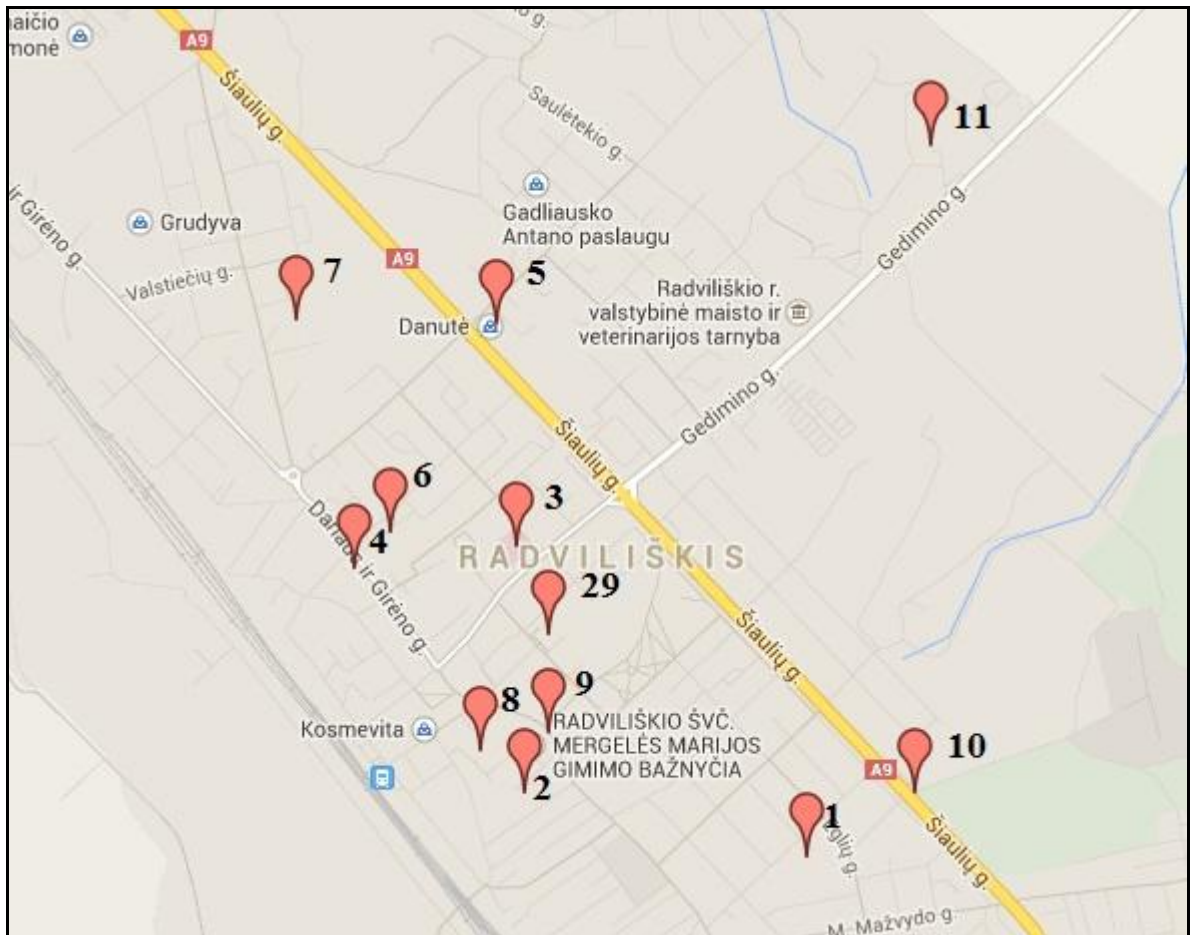 aičio
monė
A9
Šiaulių g.
o g.
Saulėtekio g.
11
ir Girėno g.
Grudyva
Valstiečių g.
7
A9
Gadliausko
Antano paslaugu
5
Danutė
Radviliškio r.
valstybinė maisto ir
veterinarijos tarnyba
Gedimino g.
Gedimino g.
Šiaulių g.
6
3
4
Dariaus ir Girėno g.
RADVILIŠKIS
29
Šiaulių g.
9
8
Kosmevita
RADVILIŠKIO ŠVČ.
MERGELĖS MARIJOS
GIMIMO BAŽNYČIA
2
10
A9
1
glių g.
Šiaulių g.
M. Mažvydo g